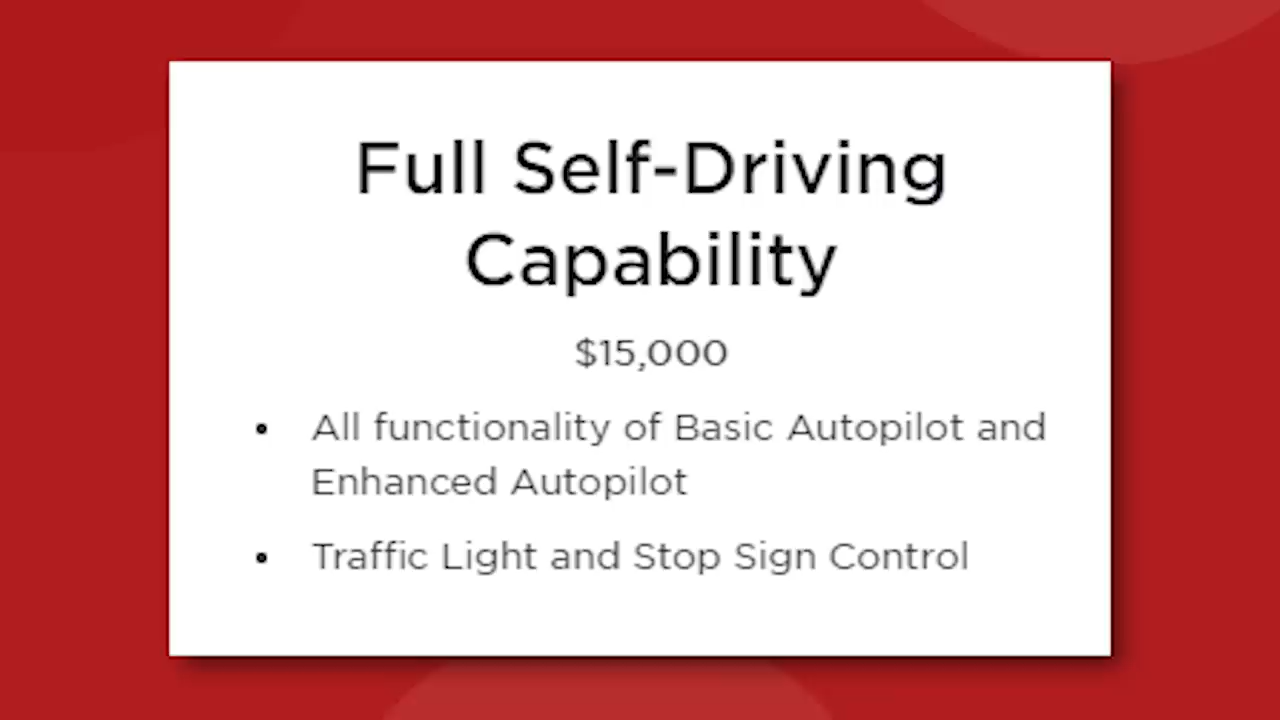 Full Self-Driving
Capability
$15,000
• All functionality of Basic Autopilot and
Enhanced Autopilot
• Traffic Light and Stop Sign Control